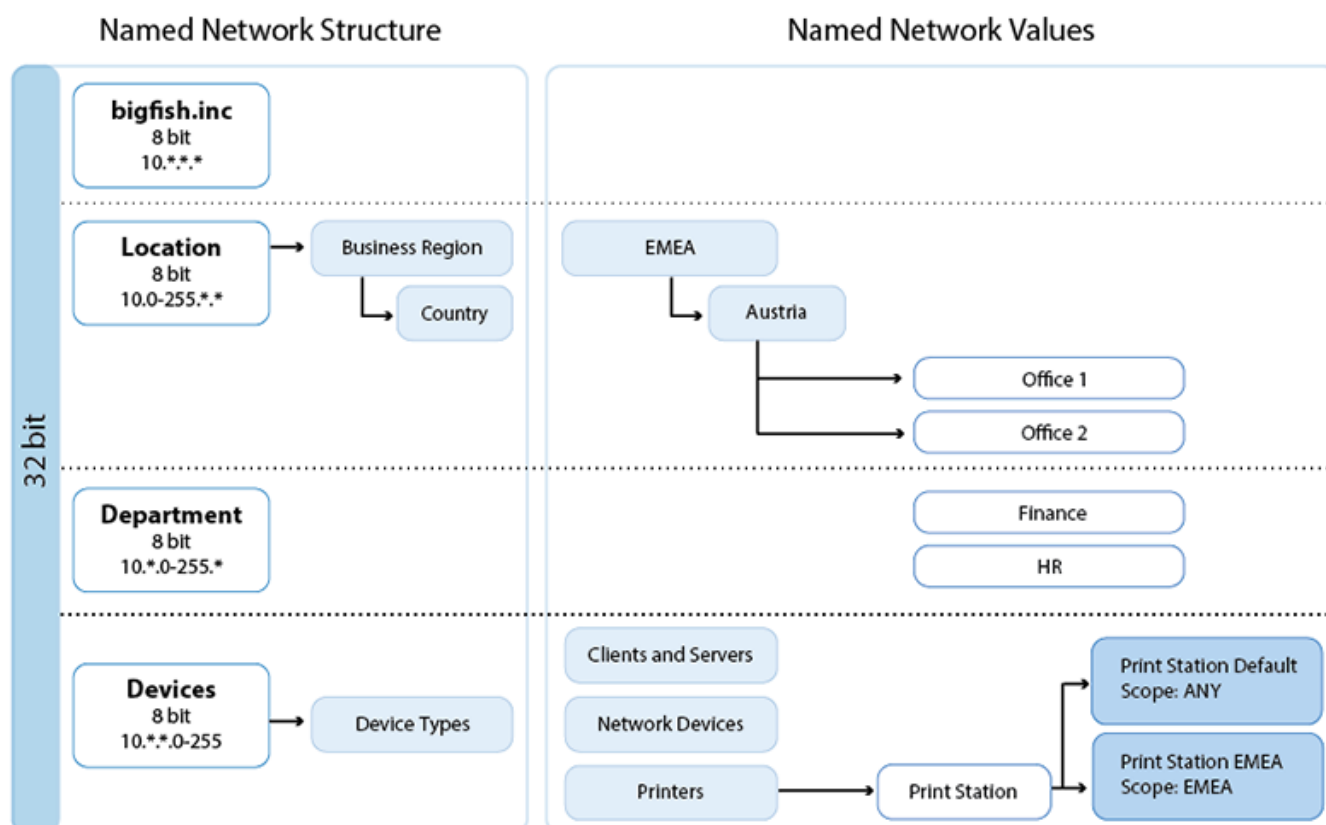 Named Network Structure
Named Network Values
32 bit
bigfish.inc
8 bit
10.*.*.*
Location
8 bit
10.0-255.*.*
Business Region
Country
EMEA
Austria
Office 1
Office 2
Department
8 bit
10.*.0-255.*
Finance
HR
Devices
8 bit
10.*.*.0-255
Device Types
Clients and Servers
Network Devices
Printers
Print Station
Print Station Default
Scope: ANY
Print Station EMEA
Scope: EMEA